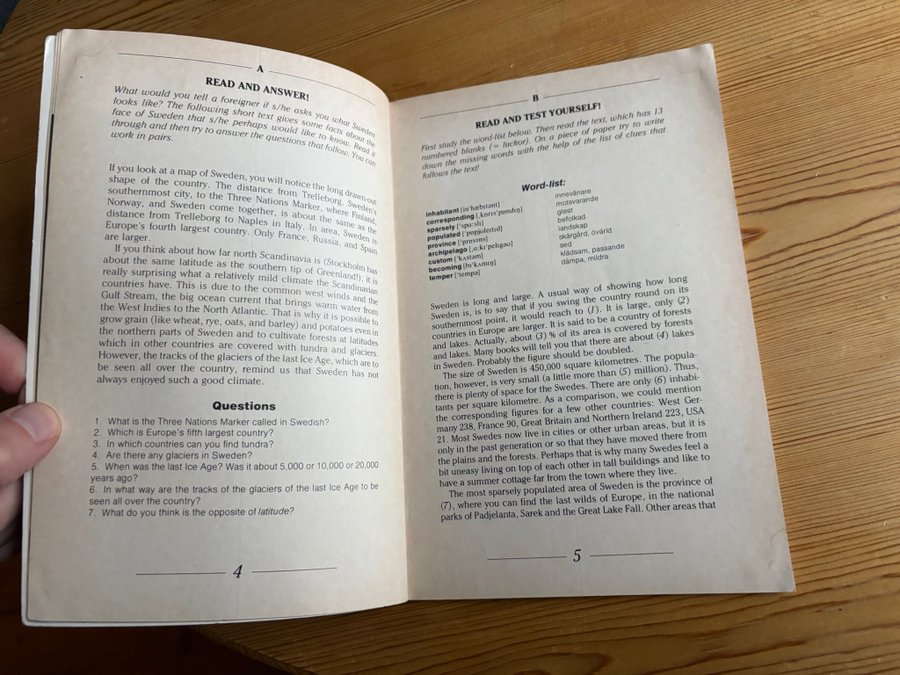 A
READ AND ANSWER!
What would you tell a foreigner if s/he asks you what Sweden
looks like? The following short text gives some facts about the
face of Sweden that s/he perhaps would like to know. Read it
through and then try to answer the questions that follow. You can
work in pairs.
If you look at a map of Sweden, you will notice the long drawn-out
shape of the country. The distance from Trelleborg, Sweden's
southernmost city, to the Three Nations Marker, where Finland,
Norway, and Sweden come together, is about the same as the
distance from Trelleborg to Naples in Italy. In area, Sweden is
Europe's fourth largest country. Only France, Russia, and Spain
are larger.
If you think about how far north Scandinavia is (Stockholm has
about the same latitude as the southern tip of Greenland!), it is
really surprising what a relatively mild climate the Scandinavian
countries have. This is due to the common west winds and the
Gulf Stream, the big ocean current that brings warm water from
the West Indies to the North Atlantic. That is why it is possible to
grow grain (like wheat, rye, oats, and barley) and potatoes even in
the northern parts of Sweden and to cultivate forests at latitudes
which in other countries are covered with tundra and glaciers.
However, the tracks of the glaciers of the last Ice Age, which are to
be seen all over the country, remind us that Sweden has not
always enjoyed such a good climate.
Questions
1. What is the Three Nations Marker called in Swedish?
2. Which is Europe's fifth largest country?
3. In which countries can you find tundra?
4. Are there any glaciers in Sweden?
5. When was the last Ice Age? Was it about 5,000 or 10,000 or 20,000
years ago?
6. In what way are the tracks of the glaciers of the last Ice Age to be
seen all over the country?
7. What do you think is the opposite of latitude?
4
B
READ AND TEST YOURSELF!
First study the word-list below. Then read the text, which has 13
numbered blanks (= luckor). On a piece of paper try to write
down the missing words with the help of the list of clues that
follows the text!
Word-list:
inhabitant [in'hæbitənt] innevånare
corresponding [ˌkɔris'pɒndiŋ] motsvarande
sparsely ['spɑ:sli] glest
populated ['pɒpjoleitid] befolkad
province ['provins] landskap
archipelago [ˌɑ:ki'peligəʊ] skärgård, övärld
custom ['kʌstəm] sed
becoming [bɪ'kʌmɪŋ] klädsam, passande
temper ['tempə] dämpa, mildra
Sweden is long and large. A usual way of showing how long
Sweden is, is to say that if you swing the country round on its
southernmost point, it would reach to (1). It is large, only (2)
countries in Europe are larger. It is said to be a country of forests
and lakes. Actually, about (3) % of its area is covered by forests
and lakes. Many books will tell you that there are about (4) lakes
in Sweden. Probably the figure should be doubled.
The size of Sweden is 450,000 square kilometres. The popula-
tion, however, is very small (a little more than (5) million). Thus,
there is plenty of space for the Swedes. There are only (6) inhabi-
tants per square kilometre. As a comparison, we could mention
the corresponding figures for a few other countries: West Ger-
many 238, France 90, Great Britain and Northern Ireland 223, USA
21. Most Swedes now live in cities or other urban areas, but it is
only in the past generation or so that they have moved there from
the plains and the forests. Perhaps that is why many Swedes feel a
bit uneasy living on top of each other in tall buildings and like to
have a summer cottage far from the town where they live.
The most sparsely populated area of Sweden is the province of
(7), where you can find the last wilds of Europe, in the national
parks of Padjelanta, Sarek and the Great Lake Fall. Other areas that
5